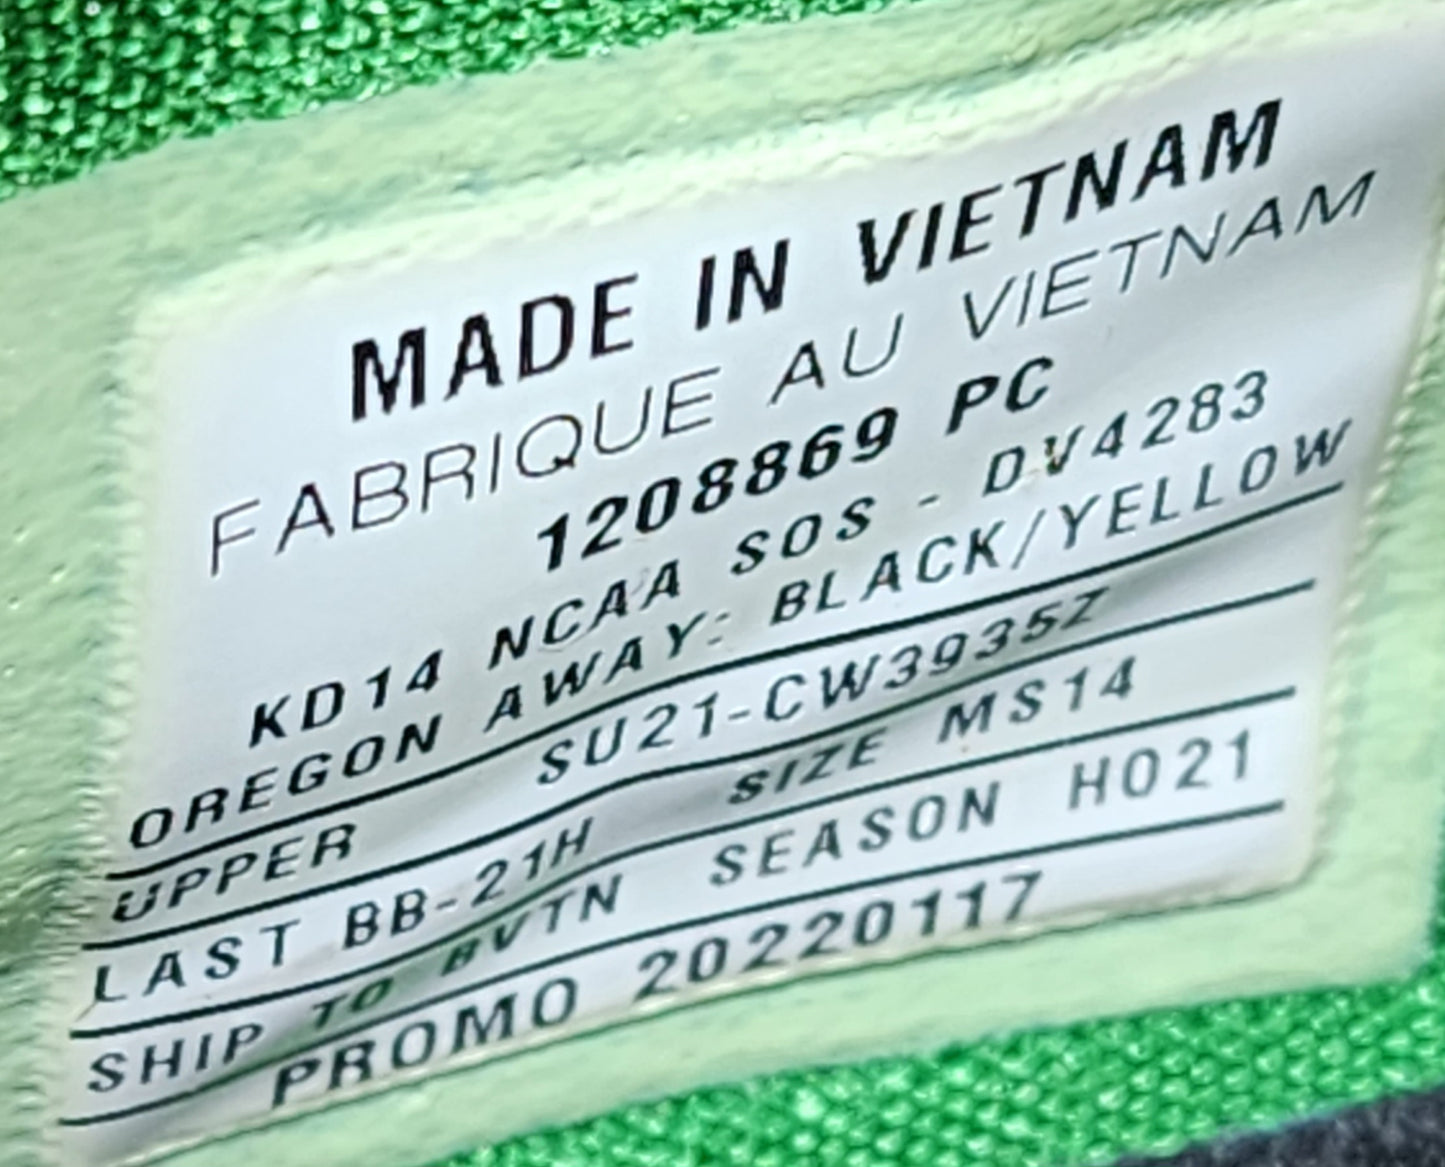 MADE IN VIETNAM
FABRIQUE AU VIETNAM
1208869 PC
KD14 NCAA SOS - DV4283
OREGON AWAY: BLACK/YELLOW
UPPER SU21-CW3935Z
LAST BB-21H SIZE MS14
SHIP TO BVTN SEASON HO21
PROMO 20220117